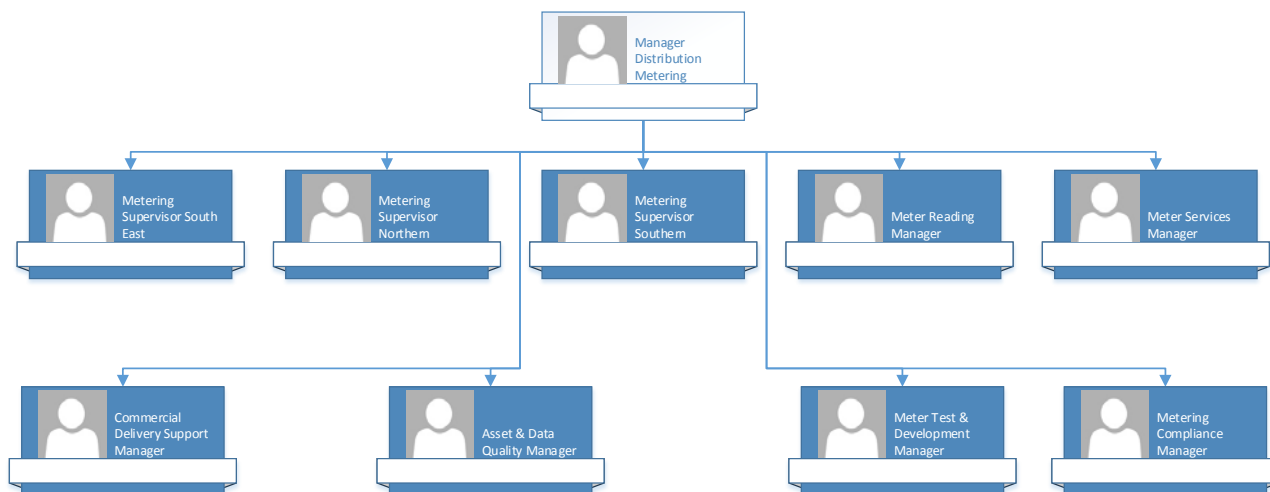 Manager
Distribution
Metering
Metering
Supervisor South
East
Metering
Supervisor
Northern
Metering
Supervisor
Southern
Meter Reading
Manager
Meter Services
Manager
Commercial
Delivery Support
Manager
Asset & Data
Quality Manager
Meter Test &
Development
Manager
Metering
Compliance
Manager